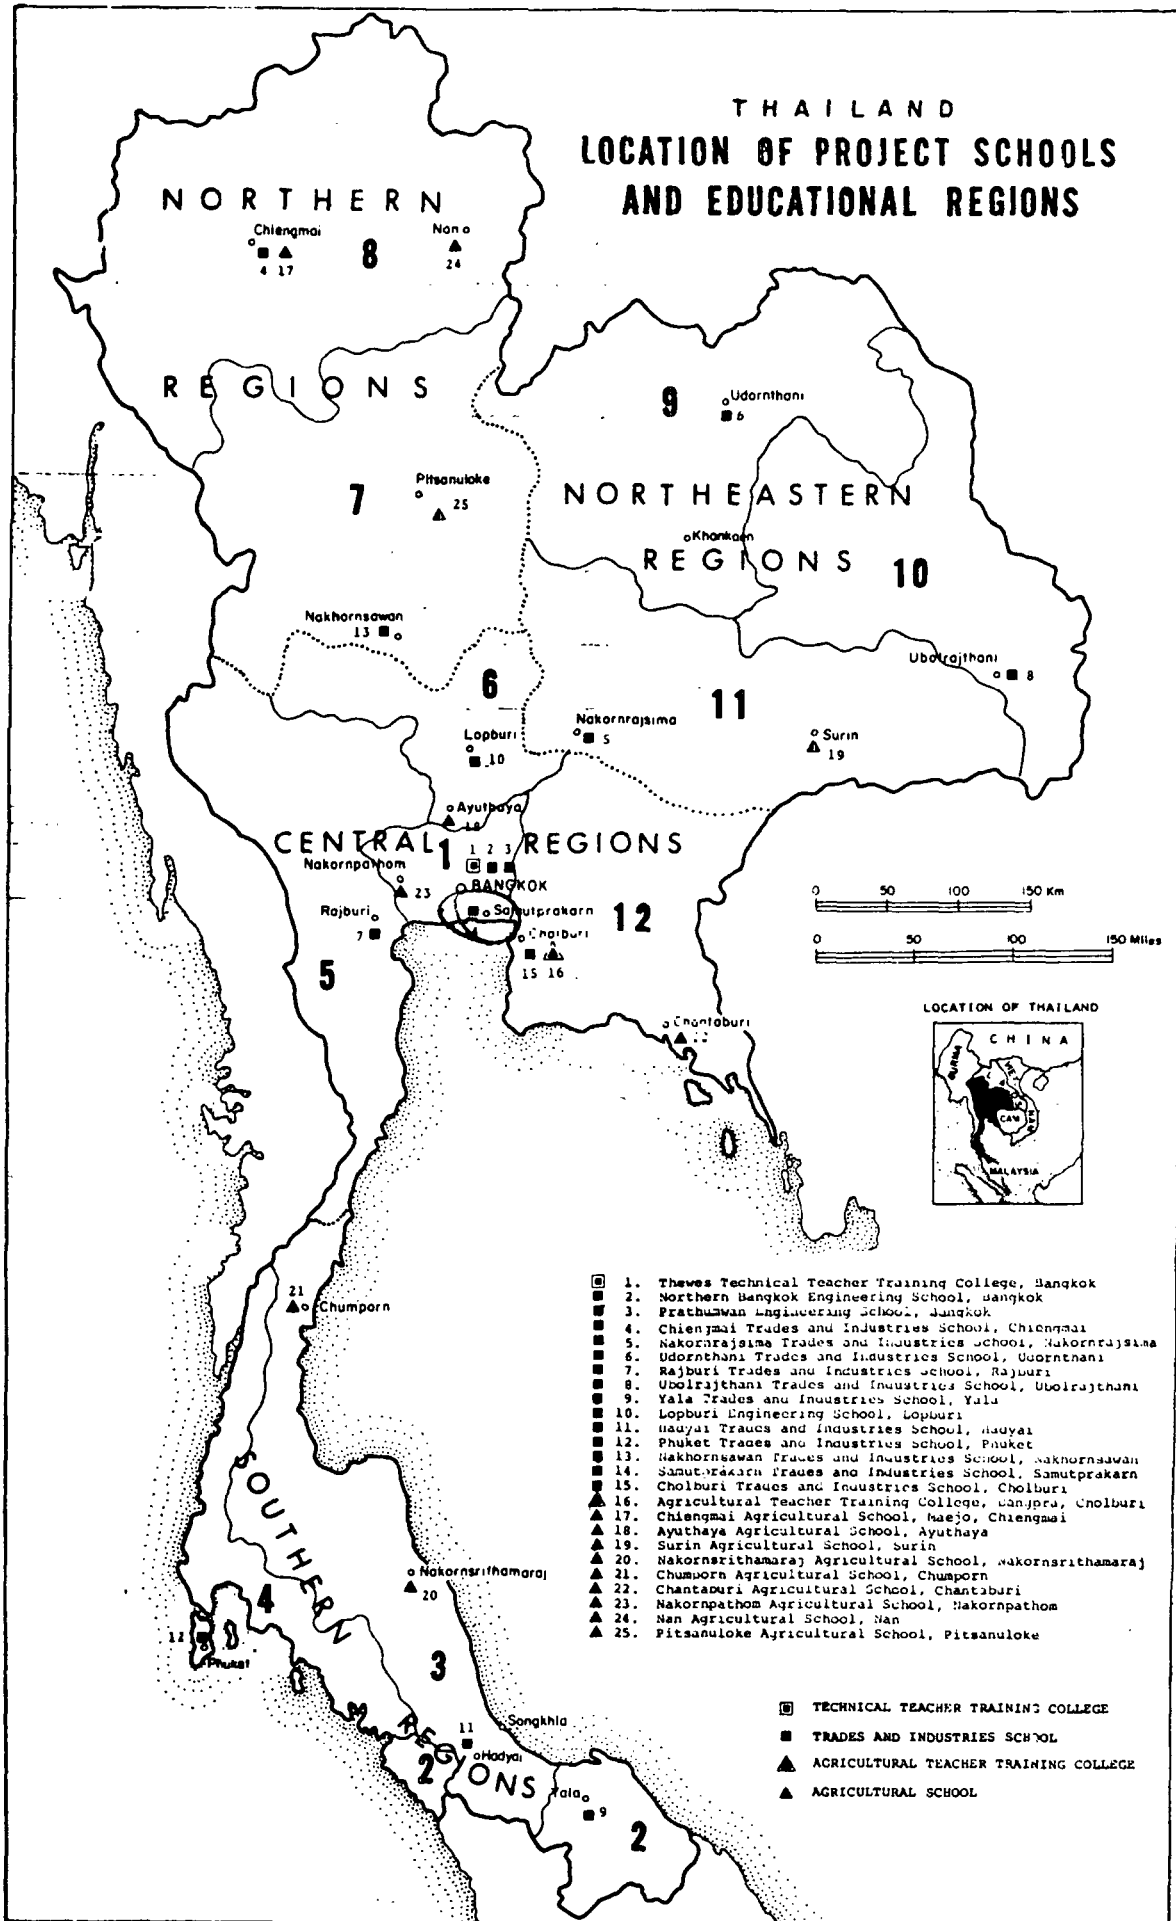 THAILAND
LOCATION OF PROJECT SCHOOLS
AND EDUCATIONAL REGIONS
NORTHERN
Chiengmai
4 17
8
Nan
24
REGIONS
9
Udornthani
6
7
Pitsanuloke
25
NORTHEASTERN
Khonkaen
REGIONS
10
Nakhornsawan
13
6
11
Ubolrajthani
8
Nakornrajsima
5
Surin
19
Lopburi
10
Ayuthaya
18
CENTRAL REGIONS
1
1 2 3
Nakornpathom
23
BANGKOK
Samutprakarn
Rajburi
7
Cholburi
15 16
12
5
Chantaburi
0 50 100 150 Km
0 50 100 150 Miles
LOCATION OF THAILAND
CHINA
BURMA
LAOS
VIETNAM
CAM
MALAYSIA
21
Chumporn
1. Thewes Technical Teacher Training College, Bangkok
2. Northern Bangkok Engineering School, Bangkok
3. Prathumwan Engineering School, Bangkok
4. Chiengmai Trades and Industries School, Chiengmai
5. Nakornrajsima Trades and Industries School, Nakornrajsima
6. Udornthani Trades and Industries School, Udornthani
7. Rajburi Trades and Industries School, Rajburi
8. Ubolrajthani Trades and Industries School, Ubolrajthani
9. Yala Trades and Industries School, Yala
10. Lopburi Engineering School, Lopburi
11. Hadyai Trades and Industries School, Hadyai
12. Phuket Trades and Industries School, Phuket
13. Nakhornsawan Trades and Industries School, Nakhornsawan
14. Samutprakarn Trades and Industries School, Samutprakarn
15. Cholburi Trades and Industries School, Cholburi
16. Agricultural Teacher Training College, Bangpra, Cholburi
17. Chiengmai Agricultural School, Maejo, Chiengmai
18. Ayuthaya Agricultural School, Ayuthaya
19. Surin Agricultural School, Surin
20. Nakornsrithamaraj Agricultural School, Nakornsrithamaraj
21. Chumporn Agricultural School, Chumporn
22. Chantaburi Agricultural School, Chantaburi
23. Nakornpathom Agricultural School, Nakornpathom
24. Nan Agricultural School, Nan
25. Pitsanuloke Agricultural School, Pitsanuloke
SOUTHERN
REGIONS
Nakornsrithamaraj
20
4
12
Phuket
3
11
Songkhla
Hadyai
2
Yala
9
2
TECHNICAL TEACHER TRAINING COLLEGE
TRADES AND INDUSTRIES SCHOOL
AGRICULTURAL TEACHER TRAINING COLLEGE
AGRICULTURAL SCHOOL